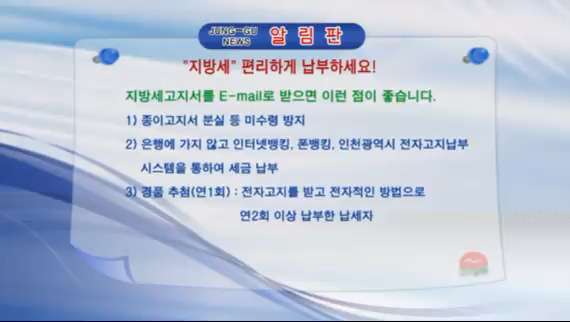 JUNG-GU
NEWS
알림판
"지방세" 편리하게 납부하세요!
지방세고지서를 E-mail로 받으면 이런 점이 좋습니다.
1) 종이고지서 분실 등 미수령 방지
2) 은행에 가지 않고 인터넷뱅킹, 폰뱅킹, 인천광역시 전자고지납부
시스템을 통하여 세금 납부
3) 경품 추첨(연1회) : 전자고지를 받고 전자적인 방법으로
연2회 이상 납부한 납세자